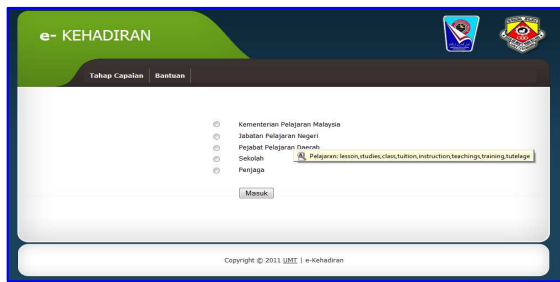 e- KEHADIRAN
Tahap Capaian | Bantuan
Kementerian Pelajaran Malaysia
Jabatan Pelajaran Negeri
Pejabat Pelajaran Daerah
Pelajaran: lesson,studies,class,tuition,instruction,teachings,training,tutelage
Sekolah
Penjaga
Masuk
Copyright © 2011 UMT | e-Kehadiran